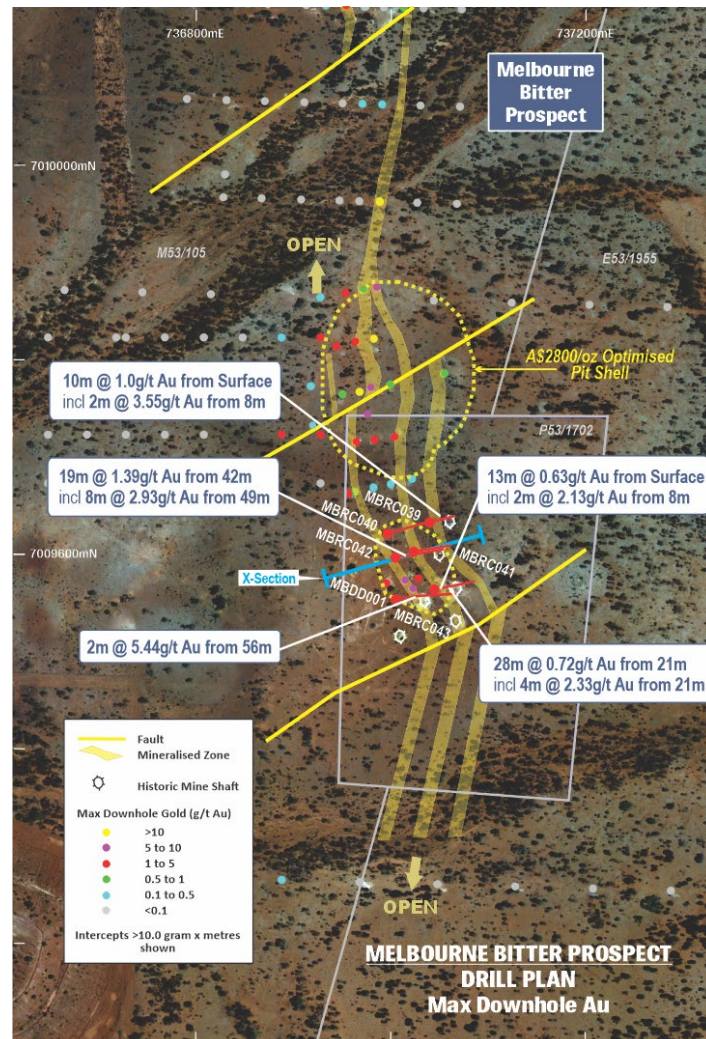 736800mE
737200mE
Melbourne
Bitter
Prospect
7010000mN
M53/105
OPEN
E53/1955
A$2800/oz Optimised
Pit Shell
10m @ 1.0g/t Au from Surface
incl 2m @ 3.55g/t Au from 8m
P53/1702
19m @ 1.39g/t Au from 42m
incl 8m @ 2.93g/t Au from 49m
13m @ 0.63g/t Au from Surface
incl 2m @ 2.13g/t Au from 8m
MBRC039
MBRC040
MBRC042
7009600mN
MBRC041
X-Section
MBDD001
MBRC043
2m @ 5.44g/t Au from 56m
28m @ 0.72g/t Au from 21m
incl 4m @ 2.33g/t Au from 21m
Fault
Mineralised Zone
Historic Mine Shaft
Max Downhole Gold (g/t Au)
>10
5 to 10
1 to 5
0.5 to 1
0.1 to 0.5
<0.1
Intercepts >10.0 gram x metres
shown
OPEN
MELBOURNE BITTER PROSPECT
DRILL PLAN
Max Downhole Au